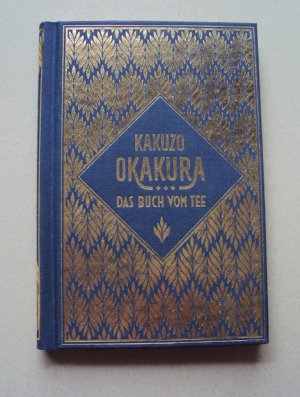 KAKUZO
OKAKURA
DAS BUCH VOM TEE